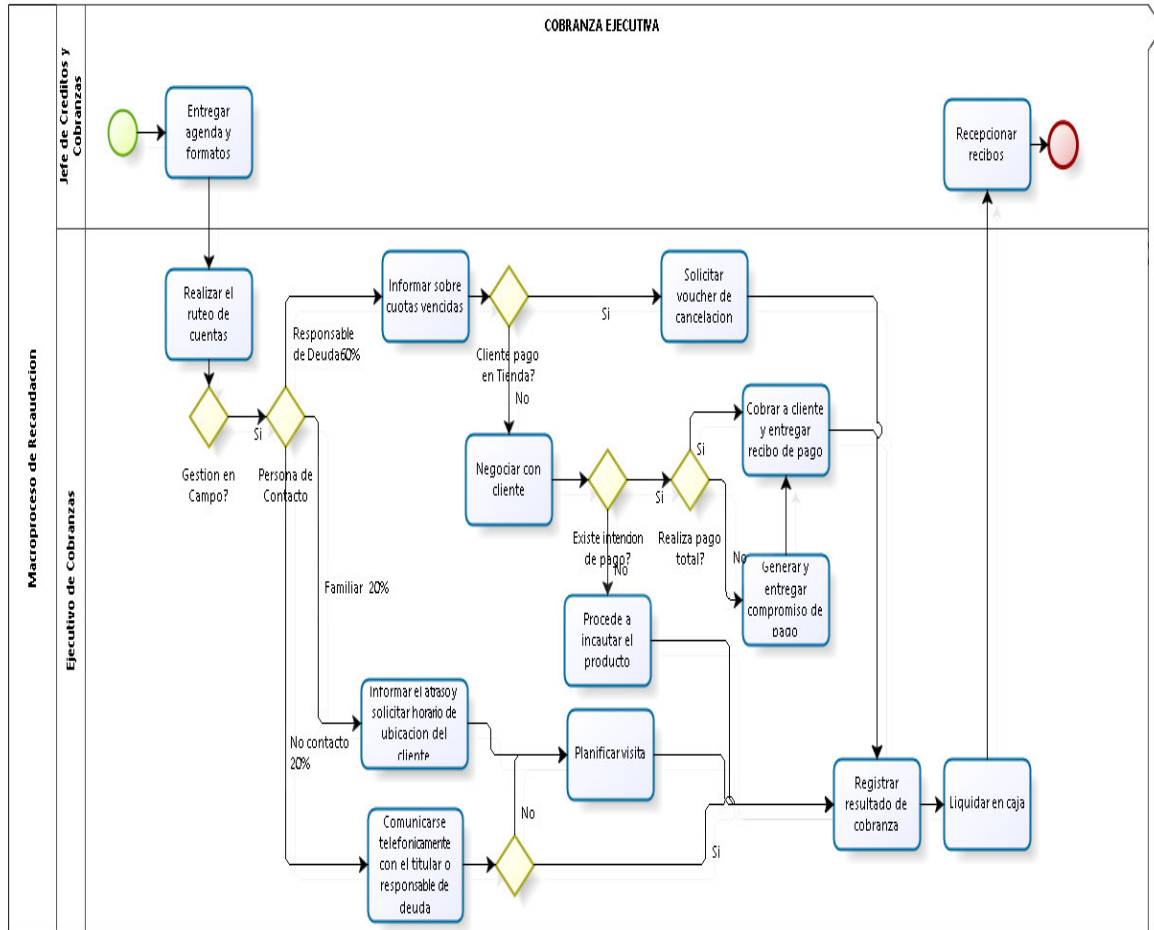 COBRANZA EJECUTIVA
Macroproceso de Recaudacion
Jefe de Creditos y
Cobranzas
Entregar
agenda y
formatos
Recepcionar
recibos
Ejecutivo de Cobranzas
Realizar el
ruteo de
cuentas
Gestion en
Campo?
Si
Persona de
Contacto
Responsable
de Deuda60%
Informar sobre
cuotas vencidas
Cliente pago
en Tienda?
Si
No
Solicitar
voucher de
cancelacion
Negociar con
cliente
Existe intencion
de pago?
Si
No
Realiza pago
total?
Si
No
Cobrar a cliente
y entregar
recibo de pago
Generar y
entregar
compromiso de
pago
Procede a
incautar el
producto
Familiar 20%
Informar el atraso y
solicitar horario de
ubicacion del
cliente
No contacto
20%
Planificar visita
Comunicarse
telefonicamente
con el titular o
responsable de
deuda
No
Si
Registrar
resultado de
cobranza
Liquidar en caja